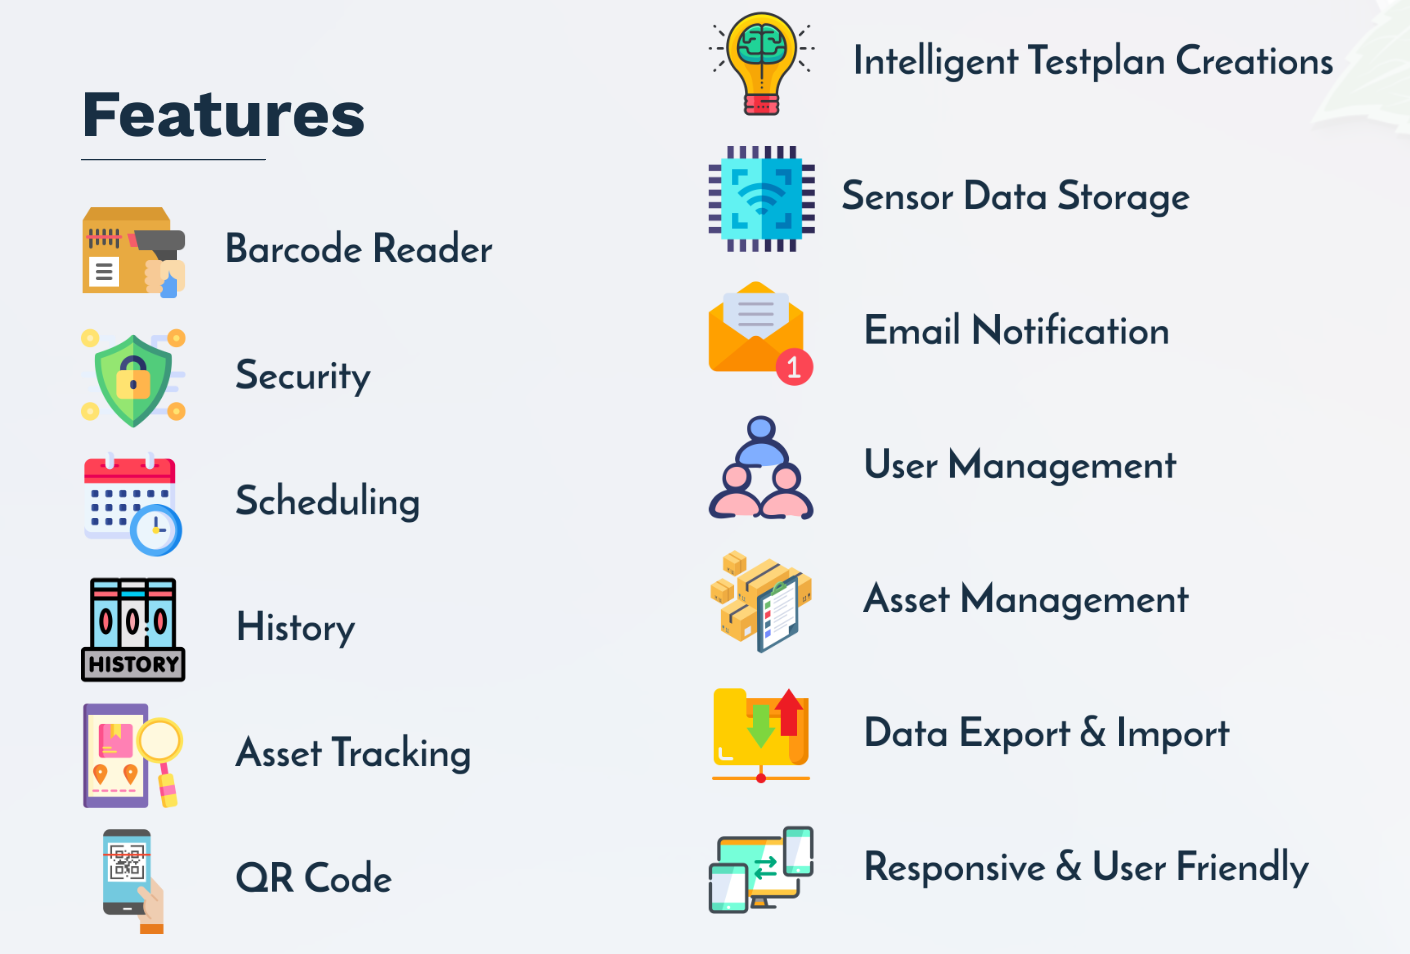 Features
Barcode Reader
Security
Scheduling
History
HISTORY
Asset Tracking
QR Code
Intelligent Testplan Creations
Sensor Data Storage
Email Notification
1
User Management
Asset Management
Data Export & Import
Responsive & User Friendly